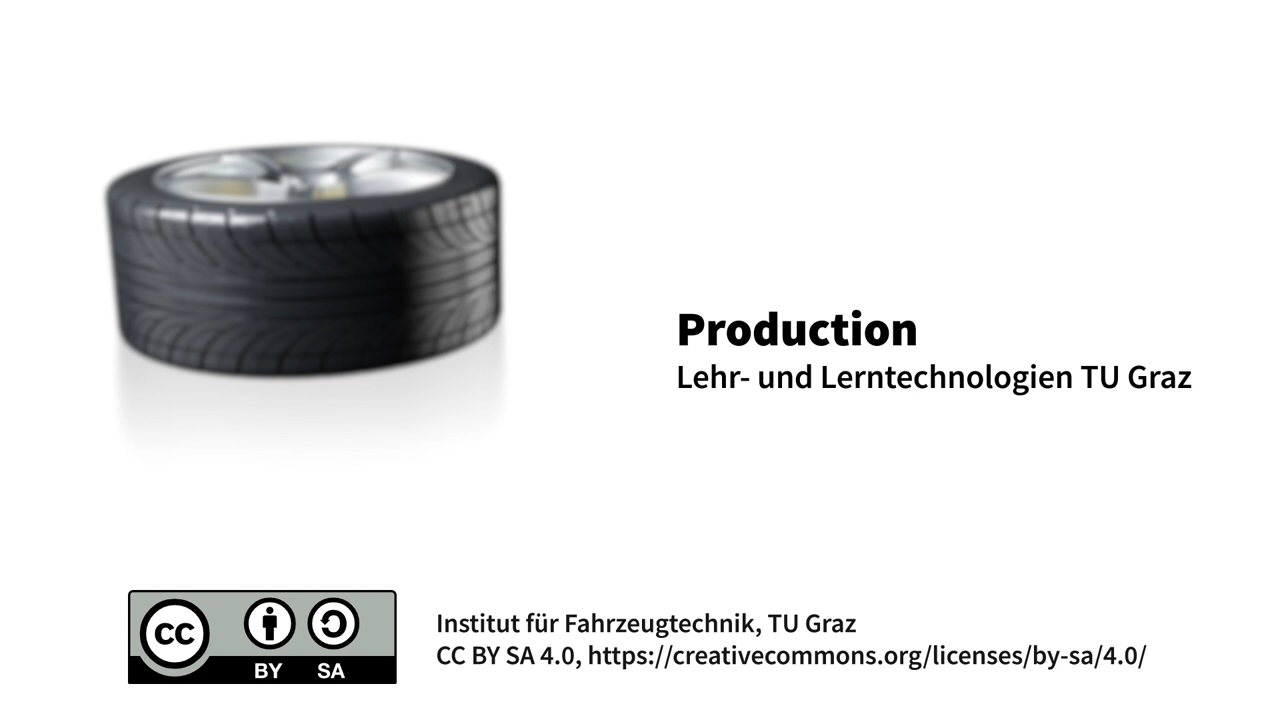 Production
Lehr- und Lerntechnologien TU Graz
CC
BY SA
Institut für Fahrzeugtechnik, TU Graz
CC BY SA 4.0, https://creativecommons.org/licenses/by-sa/4.0/